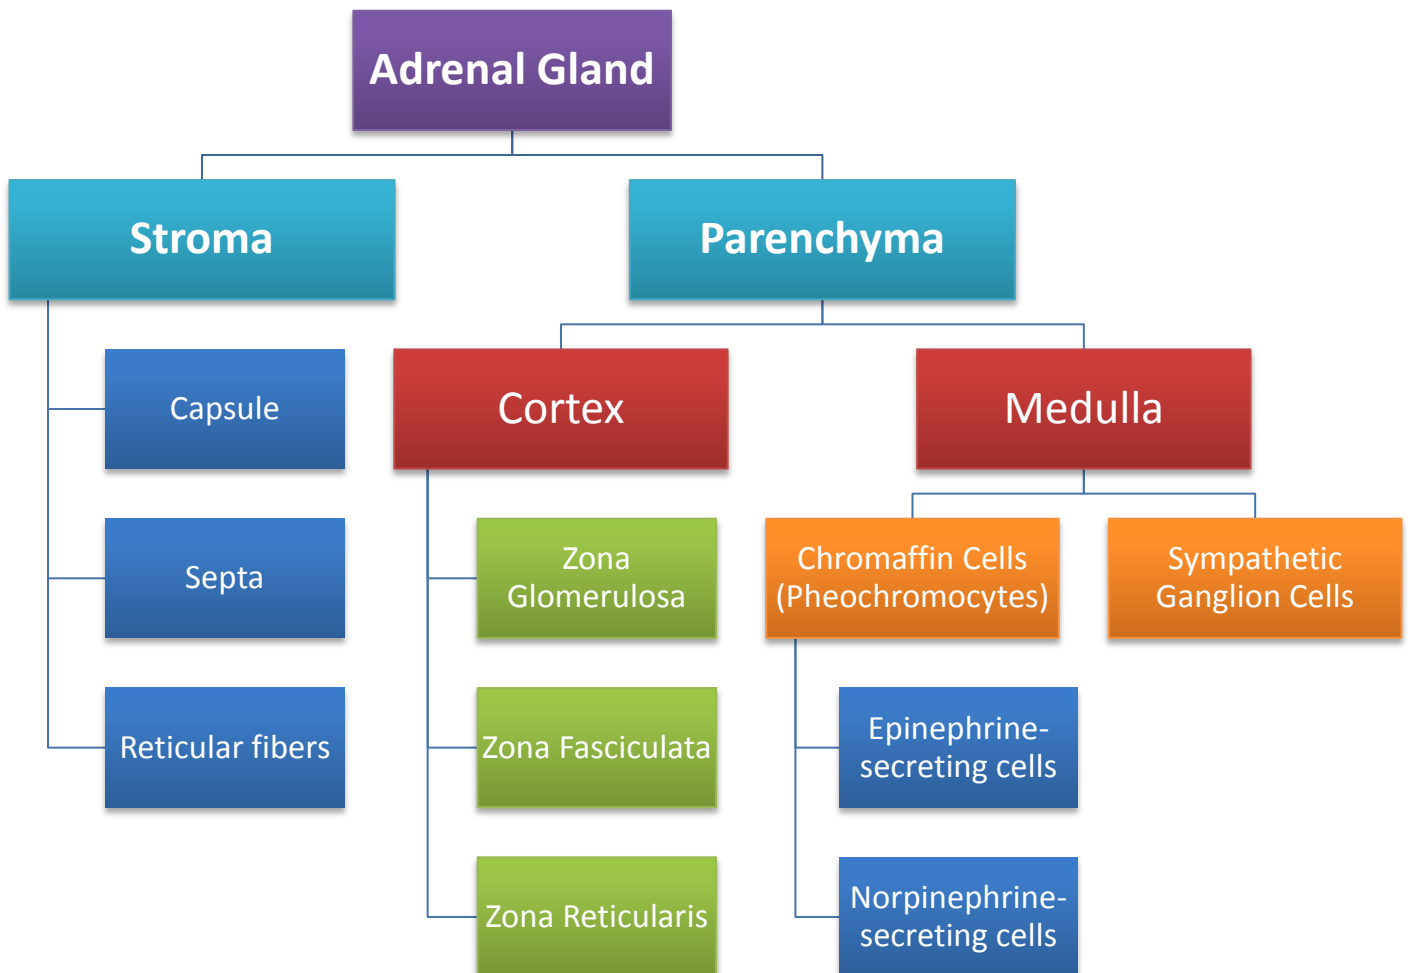 Adrenal Gland
Stroma
Parenchyma
Capsule
Septa
Reticular fibers
Cortex
Zona
Glomerulosa
Zona Fasciculata
Zona Reticularis
Medulla
Chromaffin Cells
(Pheochromocytes)
Epinephrine-
secreting cells
Norpinephrine-
secreting cells
Sympathetic
Ganglion Cells